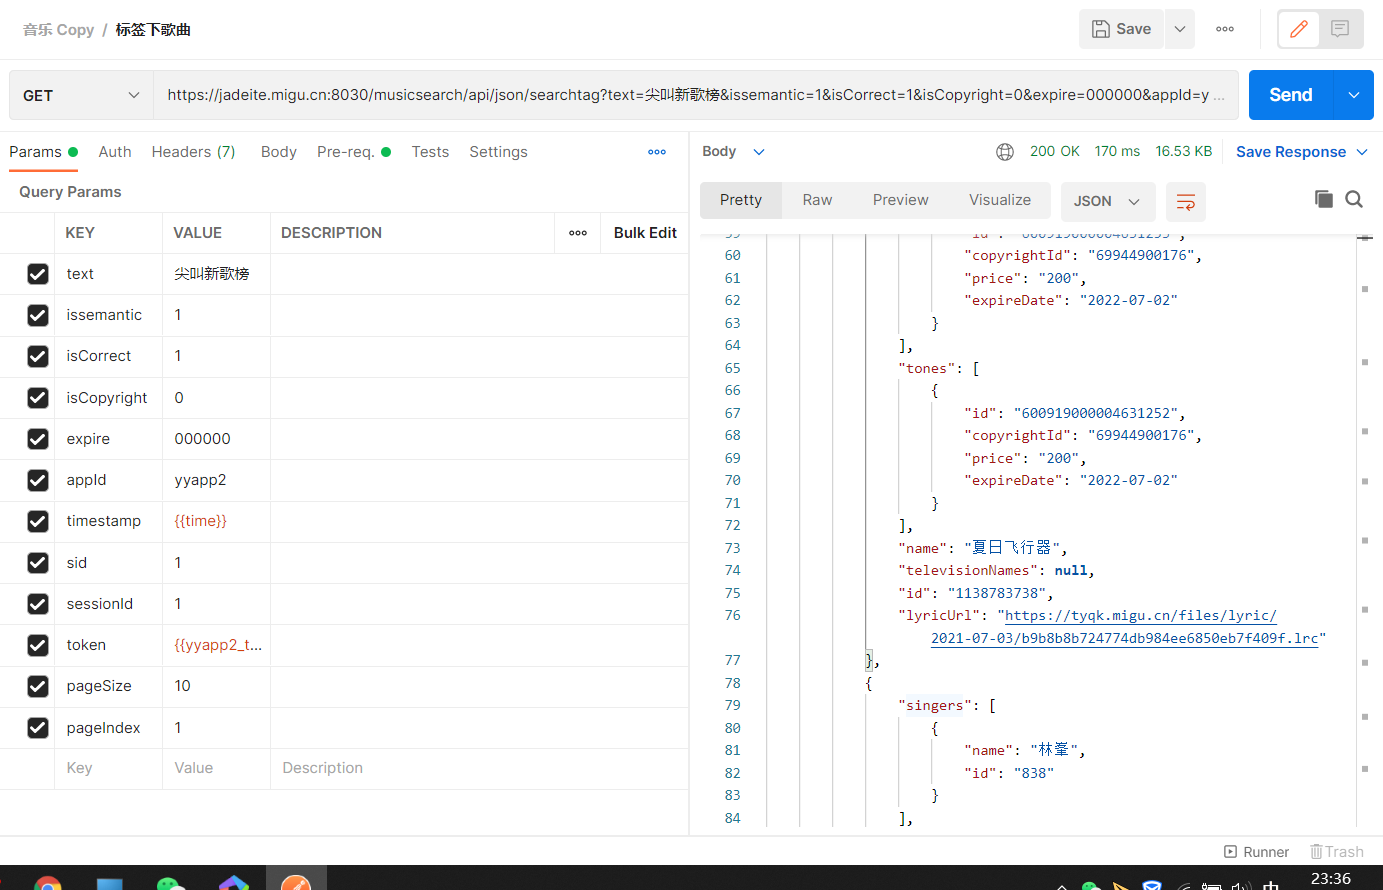 音乐 Copy / 标签下歌曲
Save
GET
https://jadeite.migu.cn:8030/musicsearch/api/json/searchtag?text=尖叫新歌榜&issemantic=1&isCorrect=1&isCopyright=0&expire=000000&appId=y ...
Send
Params Auth Headers (7) Body Pre-req. Tests Settings
Query Params
KEY VALUE DESCRIPTION Bulk Edit
text 尖叫新歌榜
issemantic 1
isCorrect 1
isCopyright 0
expire 000000
appId yyapp2
timestamp {{time}}
sid 1
sessionId 1
token {{yyapp2_t...
pageSize 10
pageIndex 1
Key Value Description
Body 200 OK 170 ms 16.53 KB Save Response
Pretty Raw Preview Visualize JSON
60 "copyrightId": "69944900176",
61 "price": "200",
62 "expireDate": "2022-07-02"
63 }
64 ],
65 "tones": [
66 {
67 "id": "600919000004631252",
68 "copyrightId": "69944900176",
69 "price": "200",
70 "expireDate": "2022-07-02"
71 }
72 ],
73 "name": "夏日飞行器",
74 "televisionNames": null,
75 "id": "1138783738",
76 "lyricUrl": "https://tyqk.migu.cn/files/lyric/
2021-07-03/b9b8b8b724774db984ee6850eb7f409f.lrc"
77 },
78 {
79 "singers": [
80 {
81 "name": "林峯",
82 "id": "838"
83 }
84 ],
Runner Trash
中 23:36